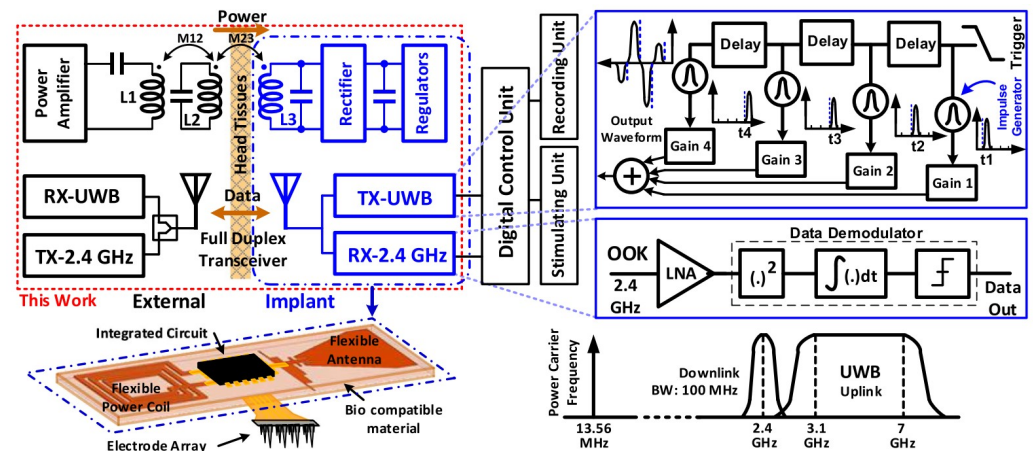 Power
M12
M23
Power
Amplifier
L1
L2
L3
Head Tissues
Rectifier
Regulators
RX-UWB
TX-2.4 GHz
Data
Full Duplex
Transceiver
TX-UWB
RX-2.4 GHz
This Work
External
Implant
Digital Control Unit
Recording Unit
Stimulating Unit
Delay
Delay
Delay
Trigger
Output
Waveform
t4
t3
t2
t1
Impulse
Generator
Gain 4
Gain 3
Gain 2
Gain 1
+
Data Demodulator
OOK
2.4
GHz
LNA
(.)²
∫(.)dt
Data
Out
Integrated Circuit
Flexible
Antenna
Flexible
Power Coil
Bio compatible
material
Electrode Array
Power Carrier
Frequency
Downlink
BW: 100 MHz
UWB
Uplink
13.56
MHz
2.4
GHz
3.1
GHz
7
GHz